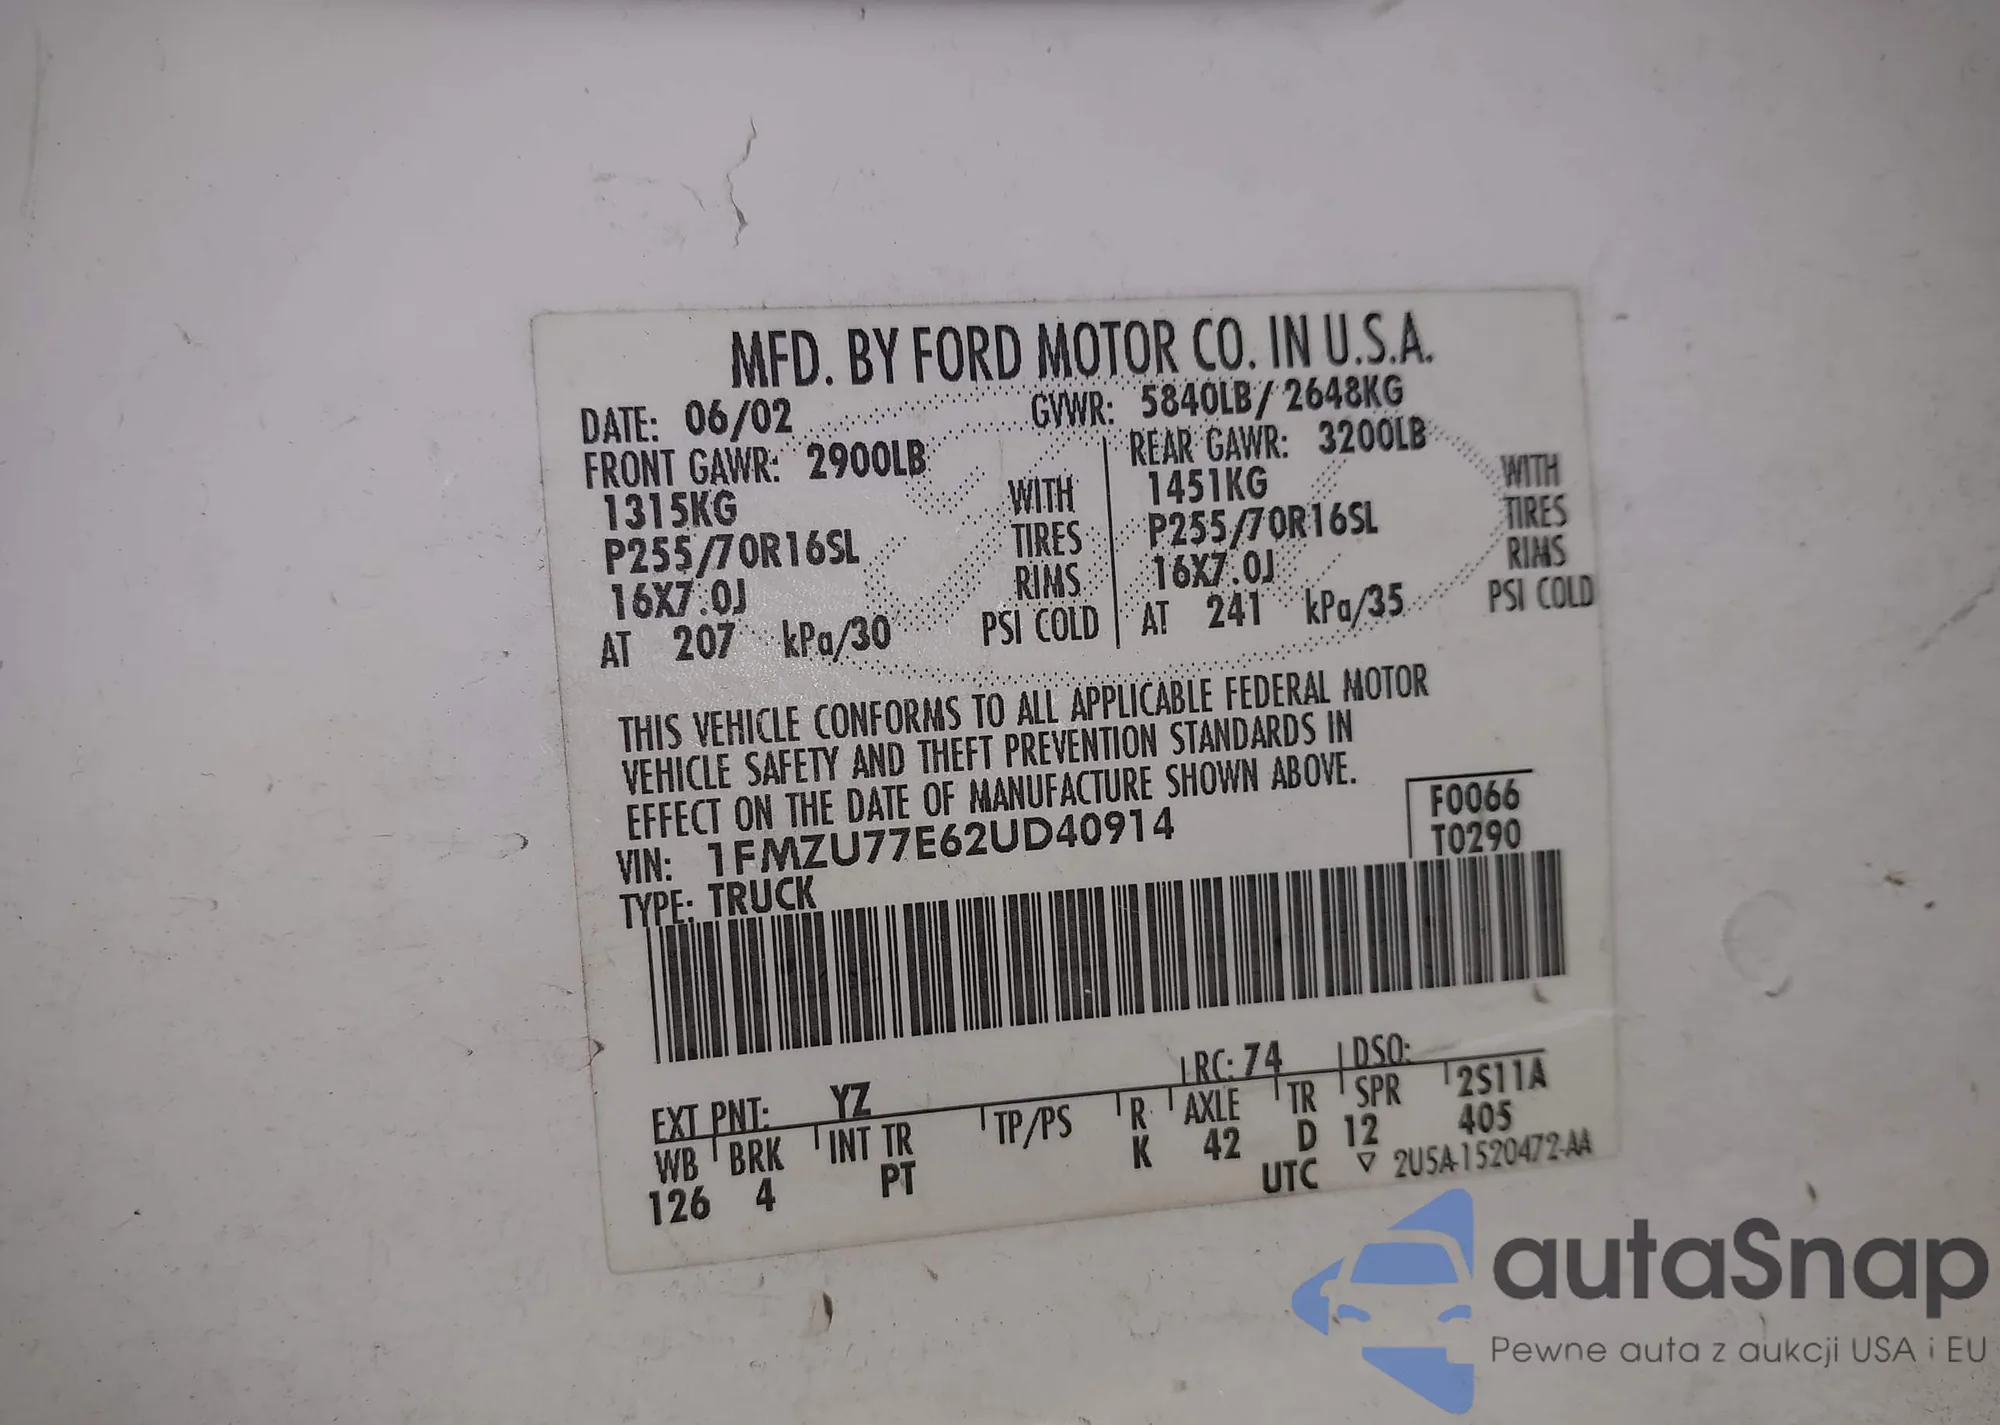 MFD. BY FORD MOTOR CO. IN U.S.A.
DATE: 06/02 GVWR: 5840LB/ 2648KG
FRONT GAWR: 2900LB REAR GAWR: 3200LB
1315KG WITH 1451KG WITH
P255/70R16SL TIRES P255/70R16SL TIRES
16X7.0J RIMS 16X7.0J RIMS
AT 207 kPa/30 PSI COLD AT 241 kPa/35 PSI COLD
THIS VEHICLE CONFORMS TO ALL APPLICABLE FEDERAL MOTOR
VEHICLE SAFETY AND THEFT PREVENTION STANDARDS IN
EFFECT ON THE DATE OF MANUFACTURE SHOWN ABOVE.
F0066
T0290
VIN: 1FMZU77E62UD40914
TYPE: TRUCK
EXT PNT: YZ RC: 74 DSO:
WB BRK INT TR TP/PS R AXLE TR SPR 2S11A
126 4 PT K 42 D 12 405
UTC ▽ 2U5A-1520472-AA
autaSnap
Pewne auta z aukcji USA i EU